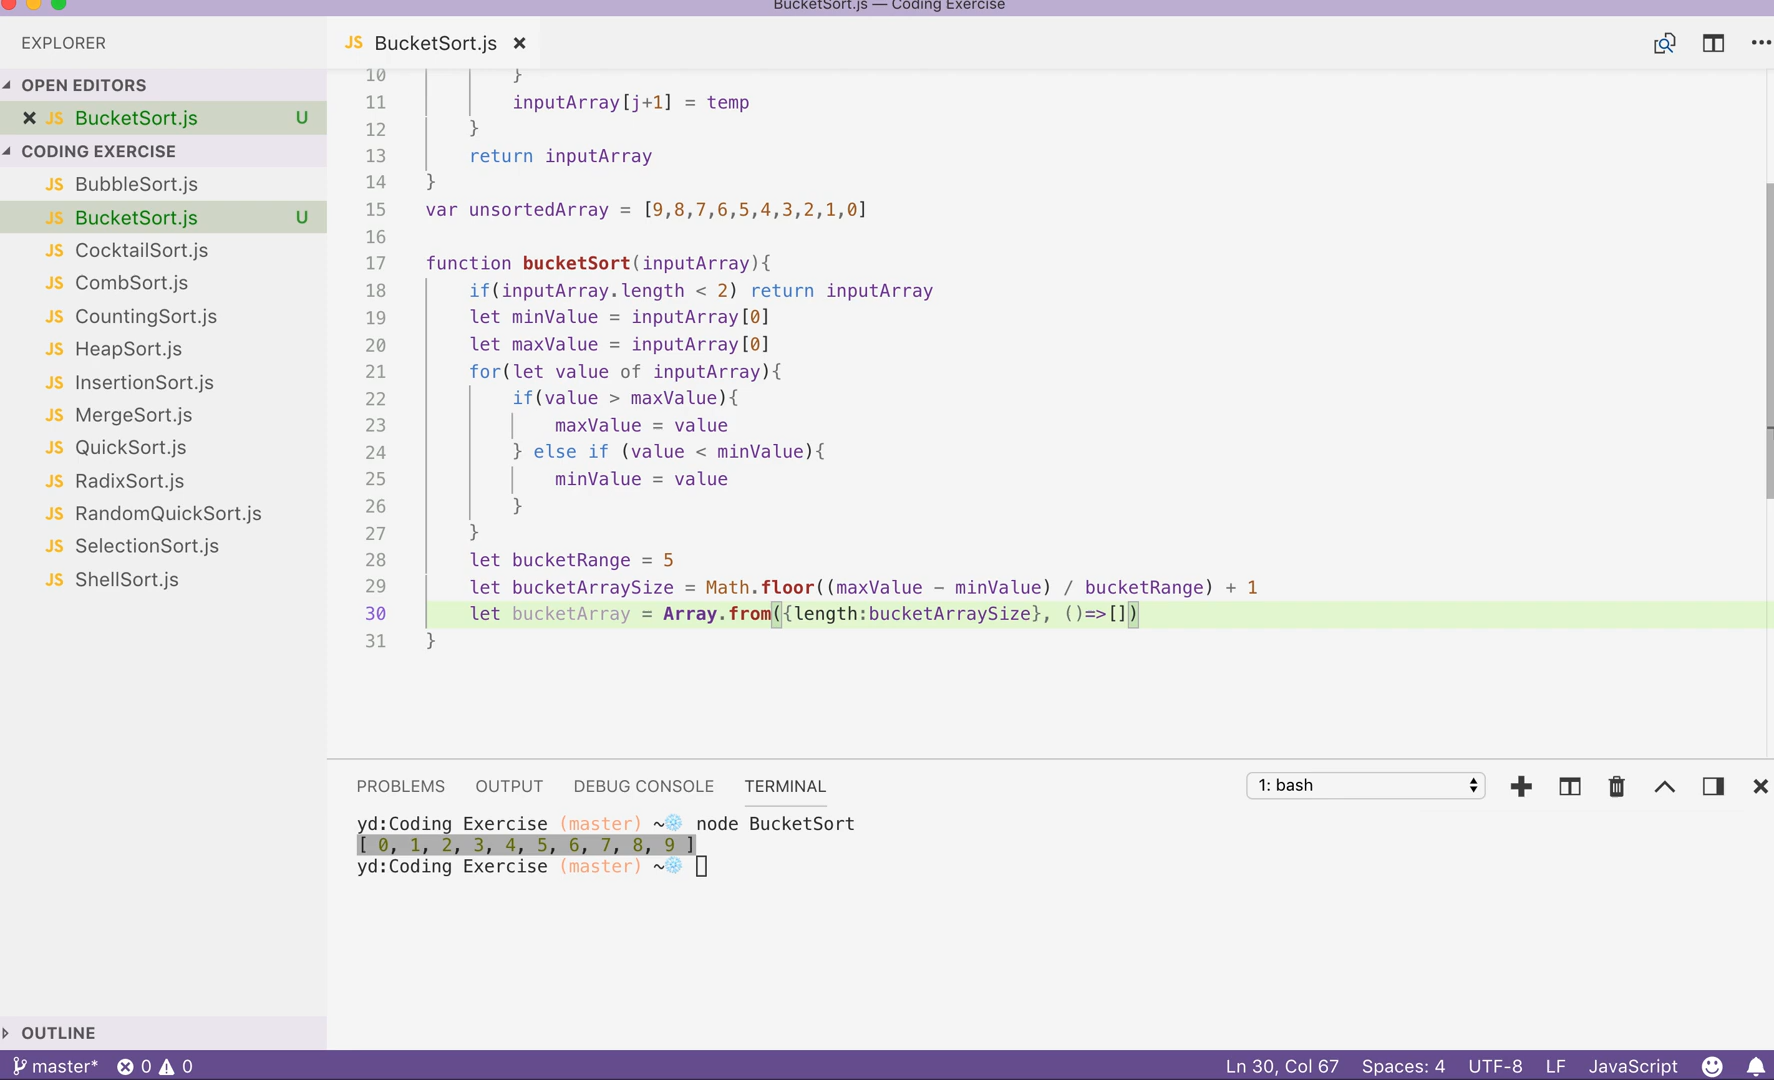 BucketSort.js — Coding Exercise
EXPLORER
JS BucketSort.js
OPEN EDITORS
JS BucketSort.js U
CODING EXERCISE
JS BubbleSort.js
JS BucketSort.js U
JS CocktailSort.js
JS CombSort.js
JS CountingSort.js
JS HeapSort.js
JS InsertionSort.js
JS MergeSort.js
JS QuickSort.js
JS RadixSort.js
JS RandomQuickSort.js
JS SelectionSort.js
JS ShellSort.js
OUTLINE
10 }
11 inputArray[j+1] = temp
12 }
13 return inputArray
14 }
15 var unsortedArray = [9,8,7,6,5,4,3,2,1,0]
16
17 function bucketSort(inputArray){
18 if(inputArray.length < 2) return inputArray
19 let minValue = inputArray[0]
20 let maxValue = inputArray[0]
21 for(let value of inputArray){
22 if(value > maxValue){
23 maxValue = value
24 } else if (value < minValue){
25 minValue = value
26 }
27 }
28 let bucketRange = 5
29 let bucketArraySize = Math.floor((maxValue - minValue) / bucketRange) + 1
30 let bucketArray = Array.from({length:bucketArraySize}, ()=>[])
31 }
PROBLEMS OUTPUT DEBUG CONSOLE TERMINAL 1: bash
yd:Coding Exercise (master) ~ node BucketSort
[ 0, 1, 2, 3, 4, 5, 6, 7, 8, 9 ]
yd:Coding Exercise (master) ~
master* 0 0 Ln 30, Col 67 Spaces: 4 UTF-8 LF JavaScript